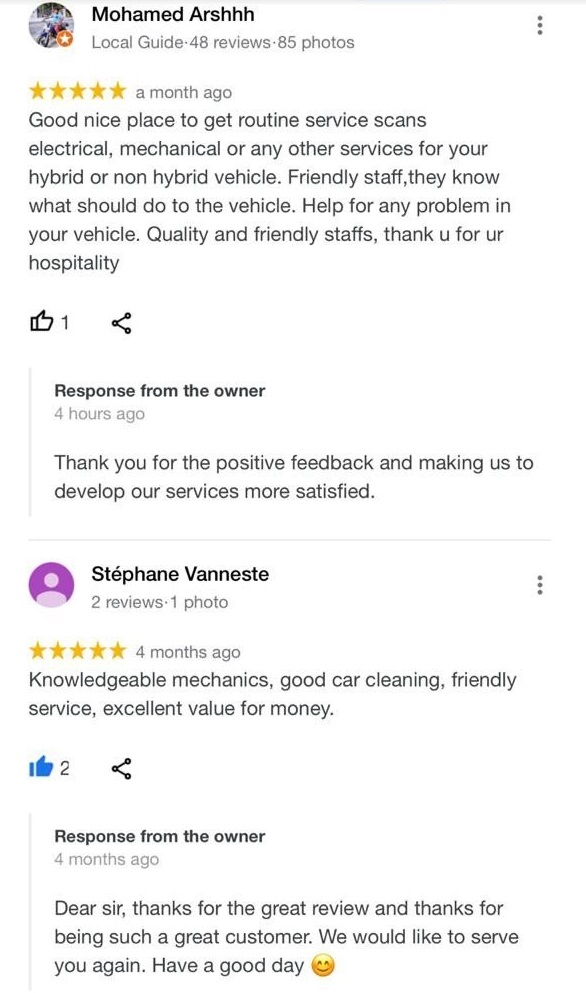 Mohamed Arshhh
Local Guide·48 reviews·85 photos
a month ago
Good nice place to get routine service scans
electrical, mechanical or any other services for your
hybrid or non hybrid vehicle. Friendly staff,they know
what should do to the vehicle. Help for any problem in
your vehicle. Quality and friendly staffs, thank u for ur
hospitality
1
Response from the owner
4 hours ago
Thank you for the positive feedback and making us to
develop our services more satisfied.
Stéphane Vanneste
2 reviews·1 photo
4 months ago
Knowledgeable mechanics, good car cleaning, friendly
service, excellent value for money.
2
Response from the owner
4 months ago
Dear sir, thanks for the great review and thanks for
being such a great customer. We would like to serve
you again. Have a good day 😊